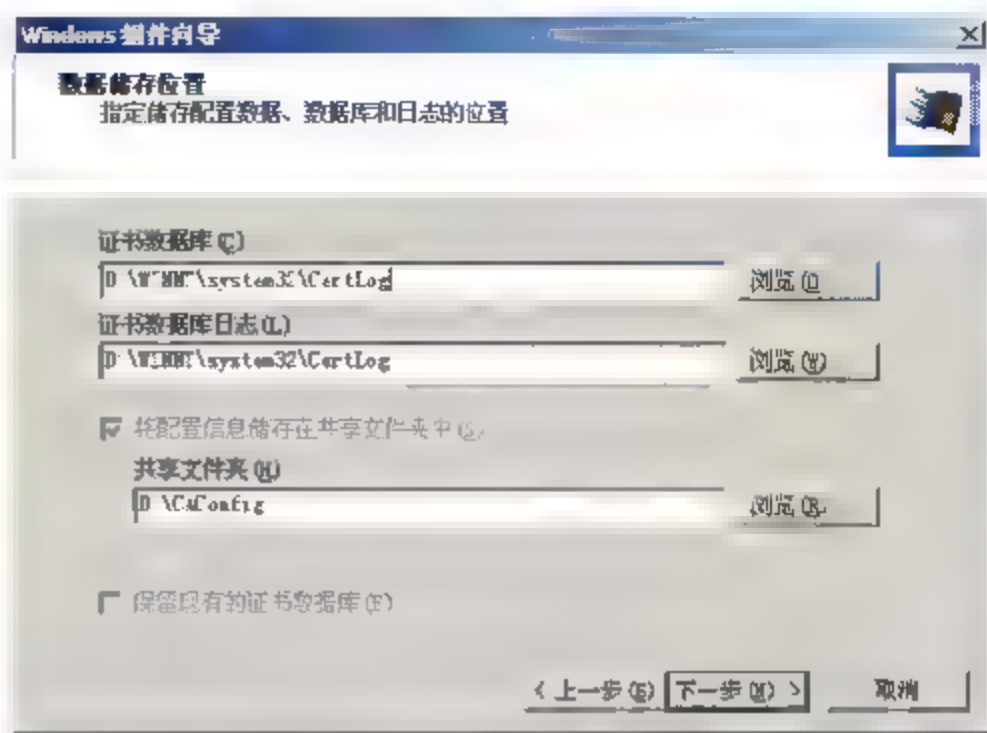 Windows 组件向导
数据储存位置
指定储存配置数据、数据库和日志的位置
证书数据库(C)
D:\WINNT\system32\CertLog
浏览(O)
证书数据库日志(L)
D:\WINNT\system32\CertLog
浏览(W)
将配置信息储存在共享文件夹中(S)
共享文件夹(H)
D:\CAConfig
浏览(R)
保留现有的证书数据库(E)
< 上一步(B)
下一步(N) >
取消